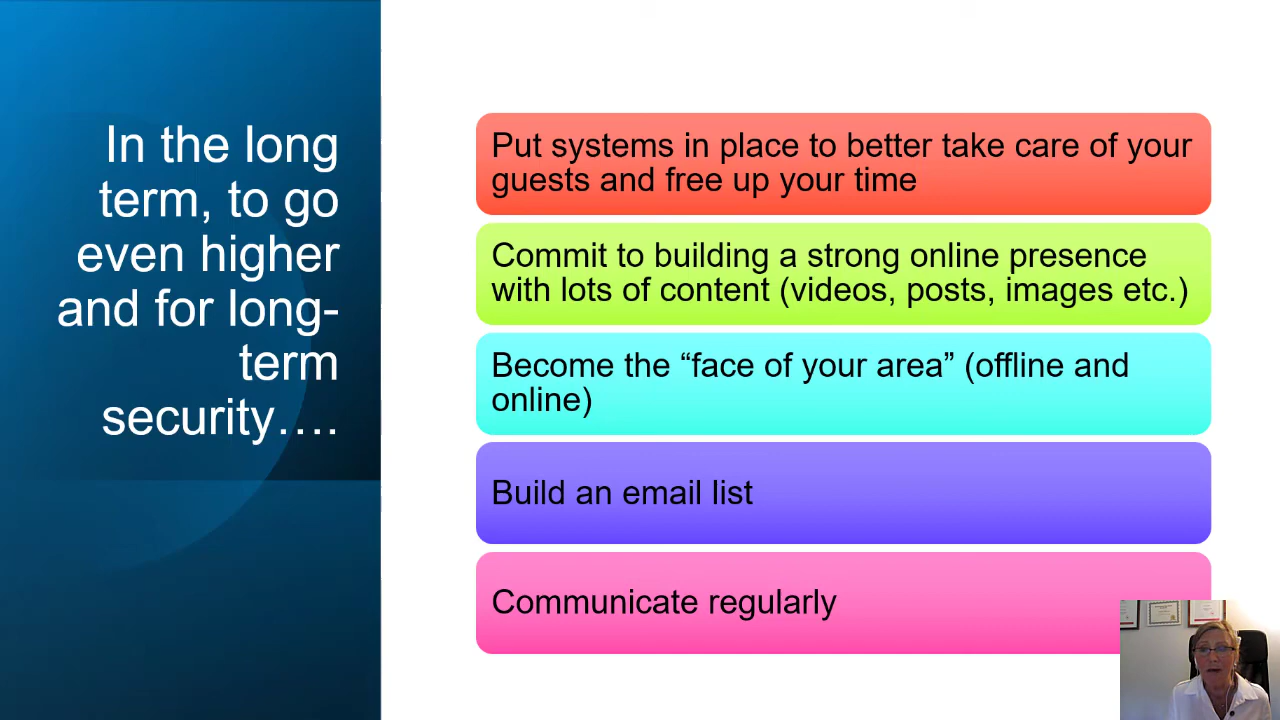 In the long
term, to go
even higher
and for long-
term
security….
Put systems in place to better take care of your
guests and free up your time
Commit to building a strong online presence
with lots of content (videos, posts, images etc.)
Become the “face of your area” (offline and
online)
Build an email list
Communicate regularly